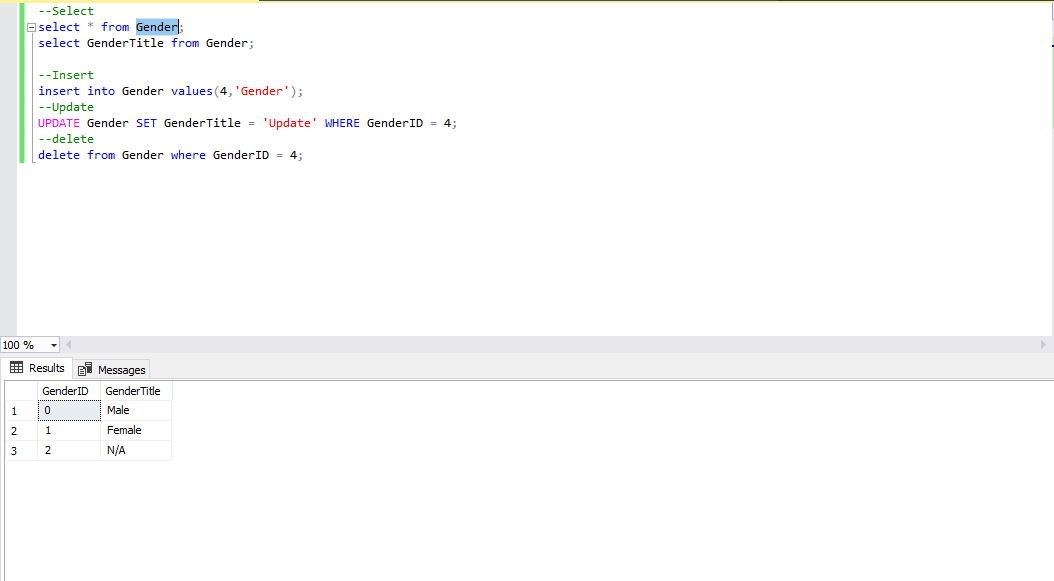 --Select
select * from Gender;
select GenderTitle from Gender;
--Insert
insert into Gender values(4,'Gender');
--Update
UPDATE Gender SET GenderTitle = 'Update' WHERE GenderID = 4;
--delete
delete from Gender where GenderID = 4;
100 %
Results Messages
GenderID GenderTitle
1 0 Male
2 1 Female
3 2 N/A